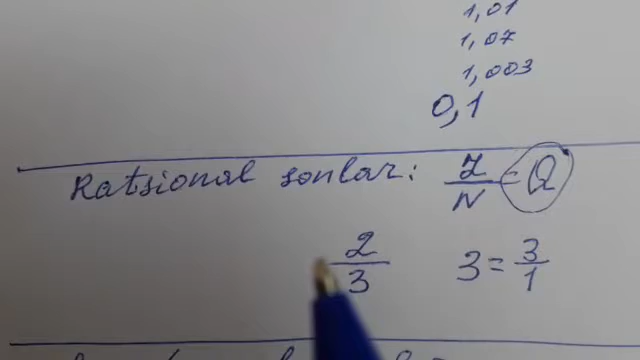 1,01
1,07
1,003
0,1
Ratsional sonlar: Z/N = Q
2/3 3 = 3/1